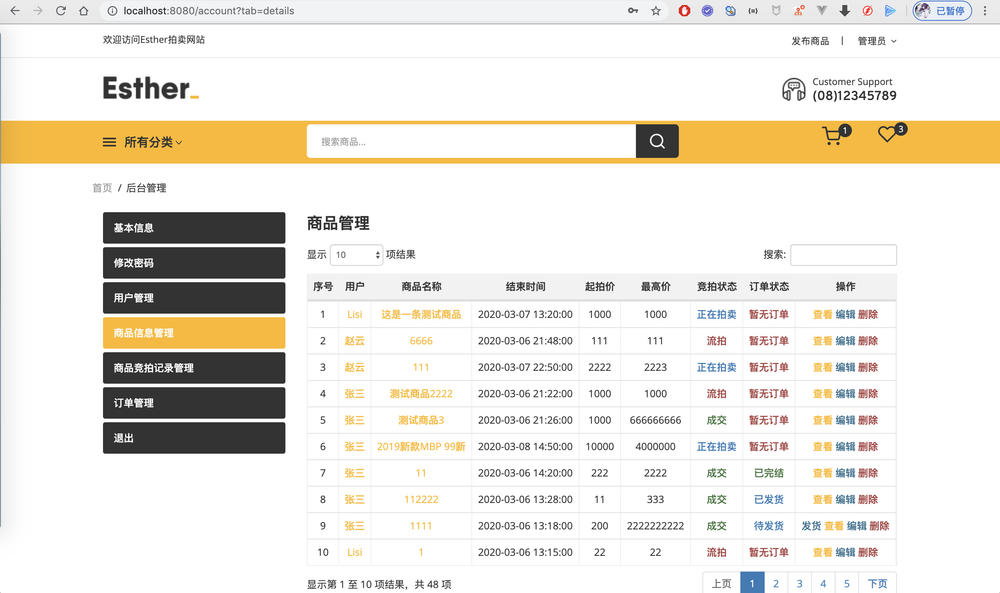 localhost:8080/account?tab=details
已暂停
欢迎访问Esther拍卖网站
发布商品 | 管理员
Esther_
Customer Support
(08)12345789
所有分类
搜索商品...
1
3
首页 / 后台管理
基本信息
修改密码
用户管理
商品信息管理
商品竞拍记录管理
订单管理
退出
商品管理
显示 10 项结果
搜索:
序号 用户 商品名称 结束时间 起拍价 最高价 竞拍状态 订单状态 操作
1 Lisi 这是一条测试商品 2020-03-07 13:20:00 1000 1000 正在拍卖 暂无订单 查看 编辑 删除
2 赵云 6666 2020-03-06 21:48:00 111 111 流拍 暂无订单 查看 编辑 删除
3 赵云 111 2020-03-07 22:50:00 2222 2223 正在拍卖 暂无订单 查看 编辑 删除
4 张三 测试商品2222 2020-03-06 21:22:00 1000 1000 流拍 暂无订单 查看 编辑 删除
5 张三 测试商品3 2020-03-06 21:26:00 1000 666666666 成交 暂无订单 查看 编辑 删除
6 张三 2019新款MBP 99新 2020-03-08 14:50:00 10000 4000000 正在拍卖 暂无订单 查看 编辑 删除
7 张三 11 2020-03-06 14:20:00 222 2222 成交 已完结 查看 编辑 删除
8 张三 112222 2020-03-06 13:28:00 11 333 成交 已发货 查看 编辑 删除
9 张三 1111 2020-03-06 13:18:00 200 2222222222 成交 待发货 发货 查看 编辑 删除
10 Lisi 1 2020-03-06 13:15:00 22 22 流拍 暂无订单 查看 编辑 删除
显示第 1 至 10 项结果，共 48 项
上页 1 2 3 4 5 下页